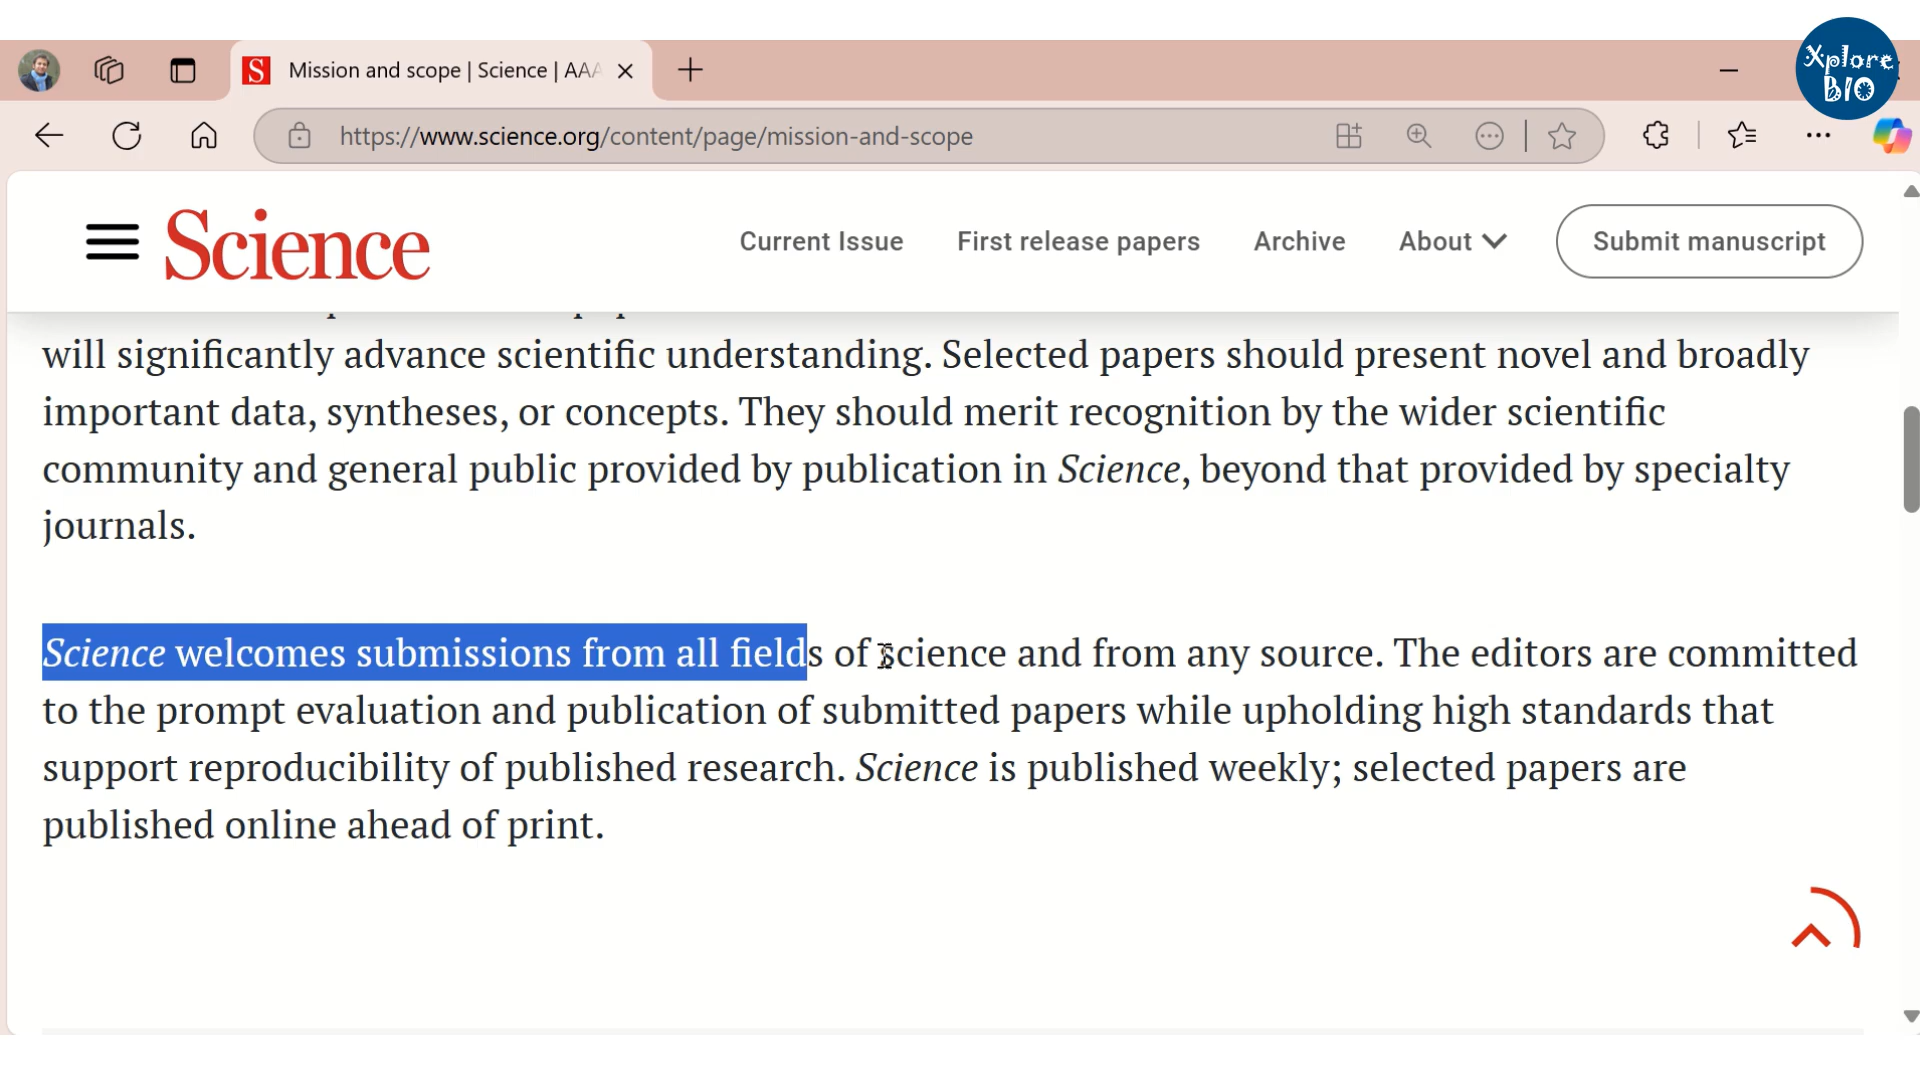 Xplore
BIO
S Mission and scope | Science | AAA
https://www.science.org/content/page/mission-and-scope
Science
Current Issue
First release papers
Archive
About
Submit manuscript
will significantly advance scientific understanding. Selected papers should present novel and broadly
important data, syntheses, or concepts. They should merit recognition by the wider scientific
community and general public provided by publication in Science, beyond that provided by specialty
journals.
Science welcomes submissions from all fields of science and from any source. The editors are committed
to the prompt evaluation and publication of submitted papers while upholding high standards that
support reproducibility of published research. Science is published weekly; selected papers are
published online ahead of print.